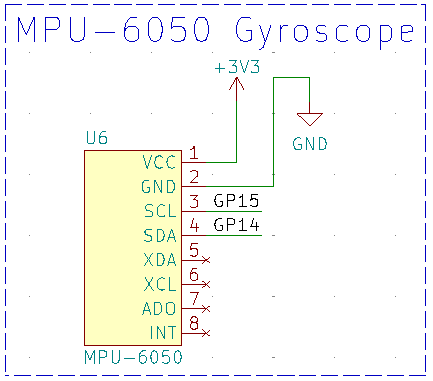 MPU-6050 Gyroscope
+3V3
GND
U6
VCC 1
GND 2
SCL 3 GP15
SDA 4 GP14
XDA 5
XCL 6
ADO 7
INT 8
MPU-6050